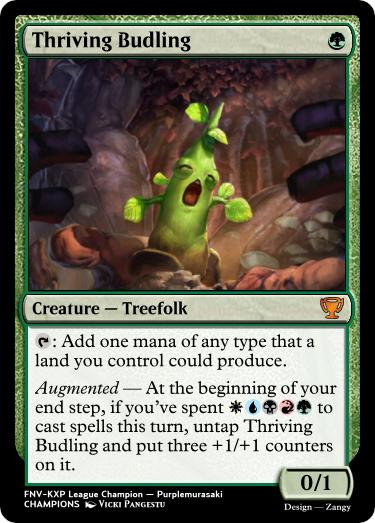 Thriving Budling
Creature — Treefolk
: Add one mana of any type that a
land you control could produce.
Augmented — At the beginning of your
end step, if you've spent to
cast spells this turn, untap Thriving
Budling and put three +1/+1 counters
on it.
0/1
FNV-KXP League Champion — Purplemurasaki
CHAMPIONS Vicki Pangestu
Design — Zangy